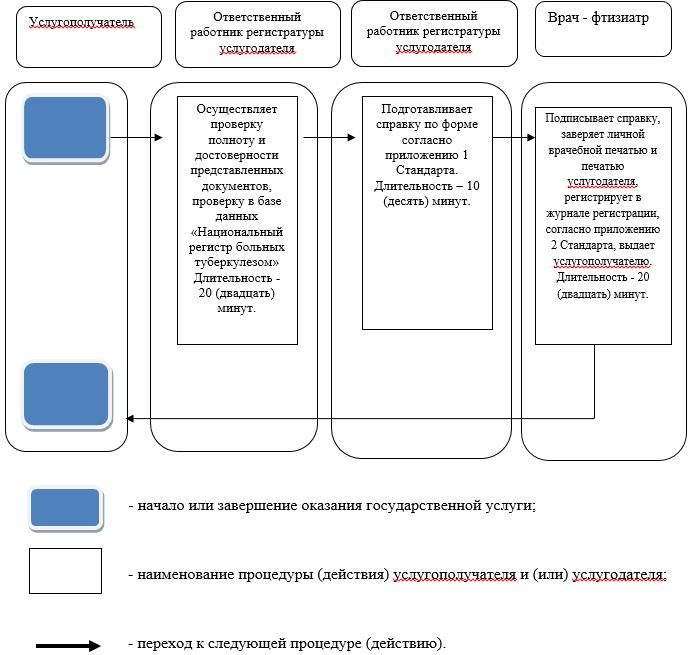 Услугополучатель
Ответственный
работник регистратуры
услугодателя
Ответственный
работник регистратуры
услугодателя
Врач - фтизиатр
Осуществляет
проверку
полноту и
достоверности
представленных
документов,
проверку в базе
данных
«Национальный
регистр больных
туберкулезом»
Длительность -
20 (двадцать)
минут.
Подготавливает
справку по форме
согласно
приложению 1
Стандарта.
Длительность – 10
(десять) минут.
Подписывает справку,
заверяет личной
врачебной печатью и
печатью
услугодателя,
регистрирует в
журнале регистрации,
согласно приложению
2 Стандарта, выдает
услугополучателю.
Длительность - 20
(двадцать) минут.
- начало или завершение оказания государственной услуги;
- наименование процедуры (действия) услугополучателя и (или) услугодателя;
- переход к следующей процедуре (действию).